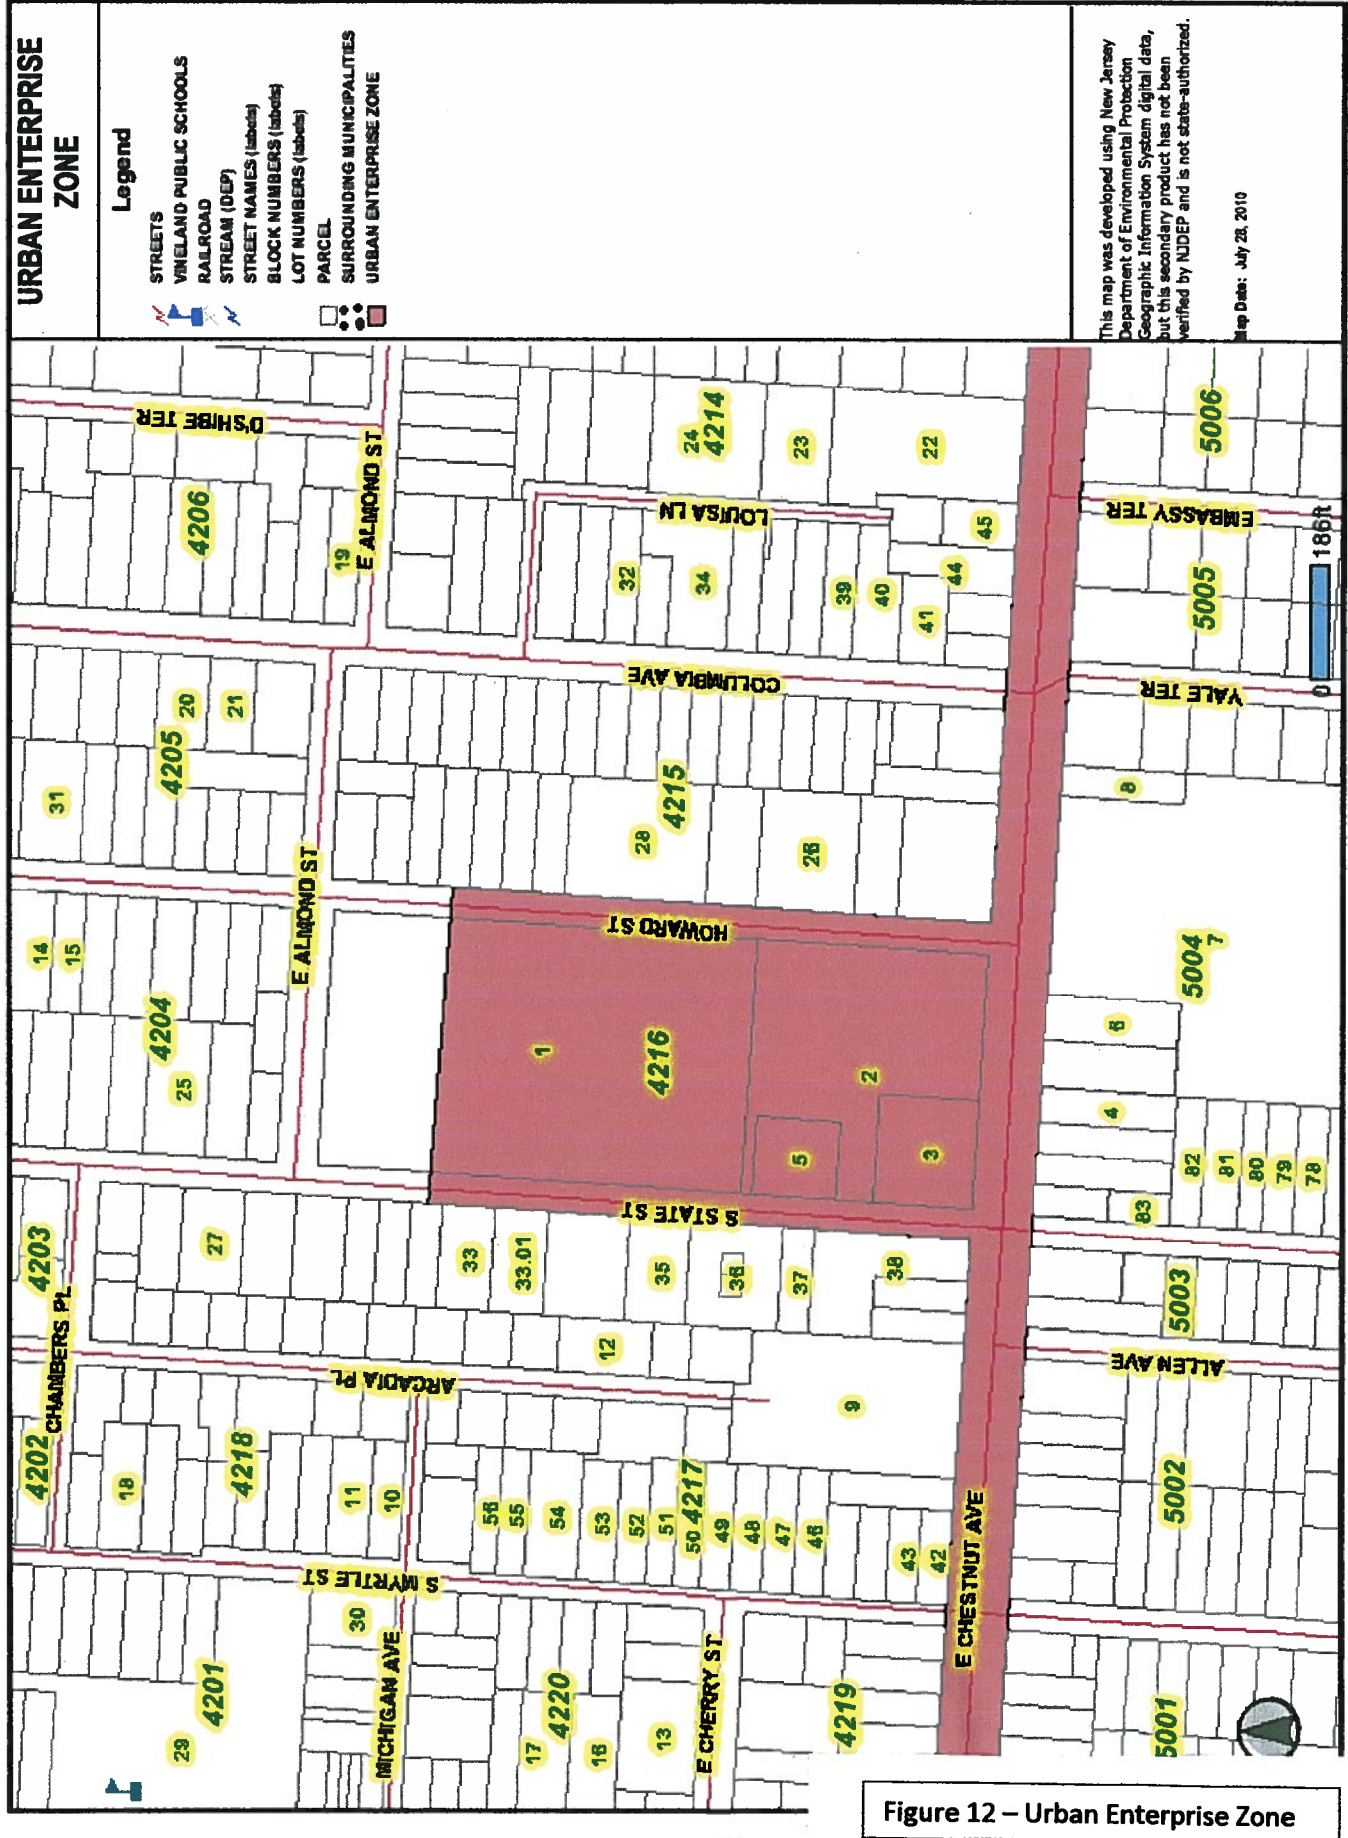 URBAN ENTERPRISE
ZONE
Legend
STREETS
VINELAND PUBLIC SCHOOLS
RAILROAD
STREAM (DEP)
STREET NAMES (labels)
BLOCK NUMBERS (labels)
LOT NUMBERS (labels)
PARCEL
SURROUNDING MUNICIPALITIES
URBAN ENTERPRISE ZONE
This map was developed using New Jersey
Department of Environmental Protection
Geographic Information System digital data,
but this secondary product has not been
verified by NJDEP and is not state-authorized.
Map Date: July 28, 2010
D'SHIBE TER
4206
19
E ALMOND ST
24
4214
23
22
LOUISA LN
32
34
39
40
41
44
45
5006
EMBASSY TER
5005
0
186ft
COLUMBIA AVE
YALE TER
20
21
4205
31
28
4215
26
8
E ALMOND ST
14
15
4204
25
HOWARD ST
1
4216
2
5
3
S STATE ST
5004
7
6
4
82
81
80
79
78
83
4203
CHAMBERS PL
27
33
33.01
35
36
37
38
12
9
5003
ALLEN AVE
ARCADIA PL
4202
18
4218
11
10
56
55
54
53
52
51
50
4217
49
48
47
46
43
42
E CHESTNUT AVE
5002
S MYRTLE ST
30
MICHIGAN AVE
4201
29
4220
17
16
13
E CHERRY ST
4219
5001
Figure 12 – Urban Enterprise Zone